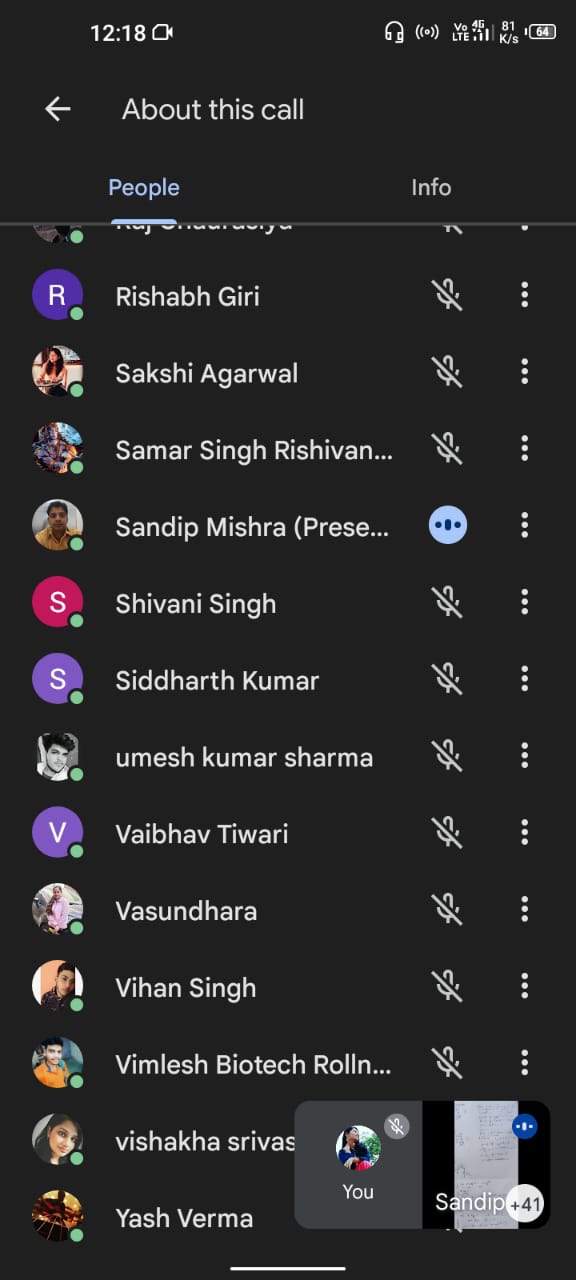 12:18 Vo LTE 4G 81 K/s 64
About this call
People Info
Raj Chaurasiya
R Rishabh Giri
Sakshi Agarwal
Samar Singh Rishivan...
Sandip Mishra (Prese...
S Shivani Singh
S Siddharth Kumar
umesh kumar sharma
V Vaibhav Tiwari
Vasundhara
Vihan Singh
Vimlesh Biotech Rolln...
vishakha srivas
You
Sandip +41
Yash Verma